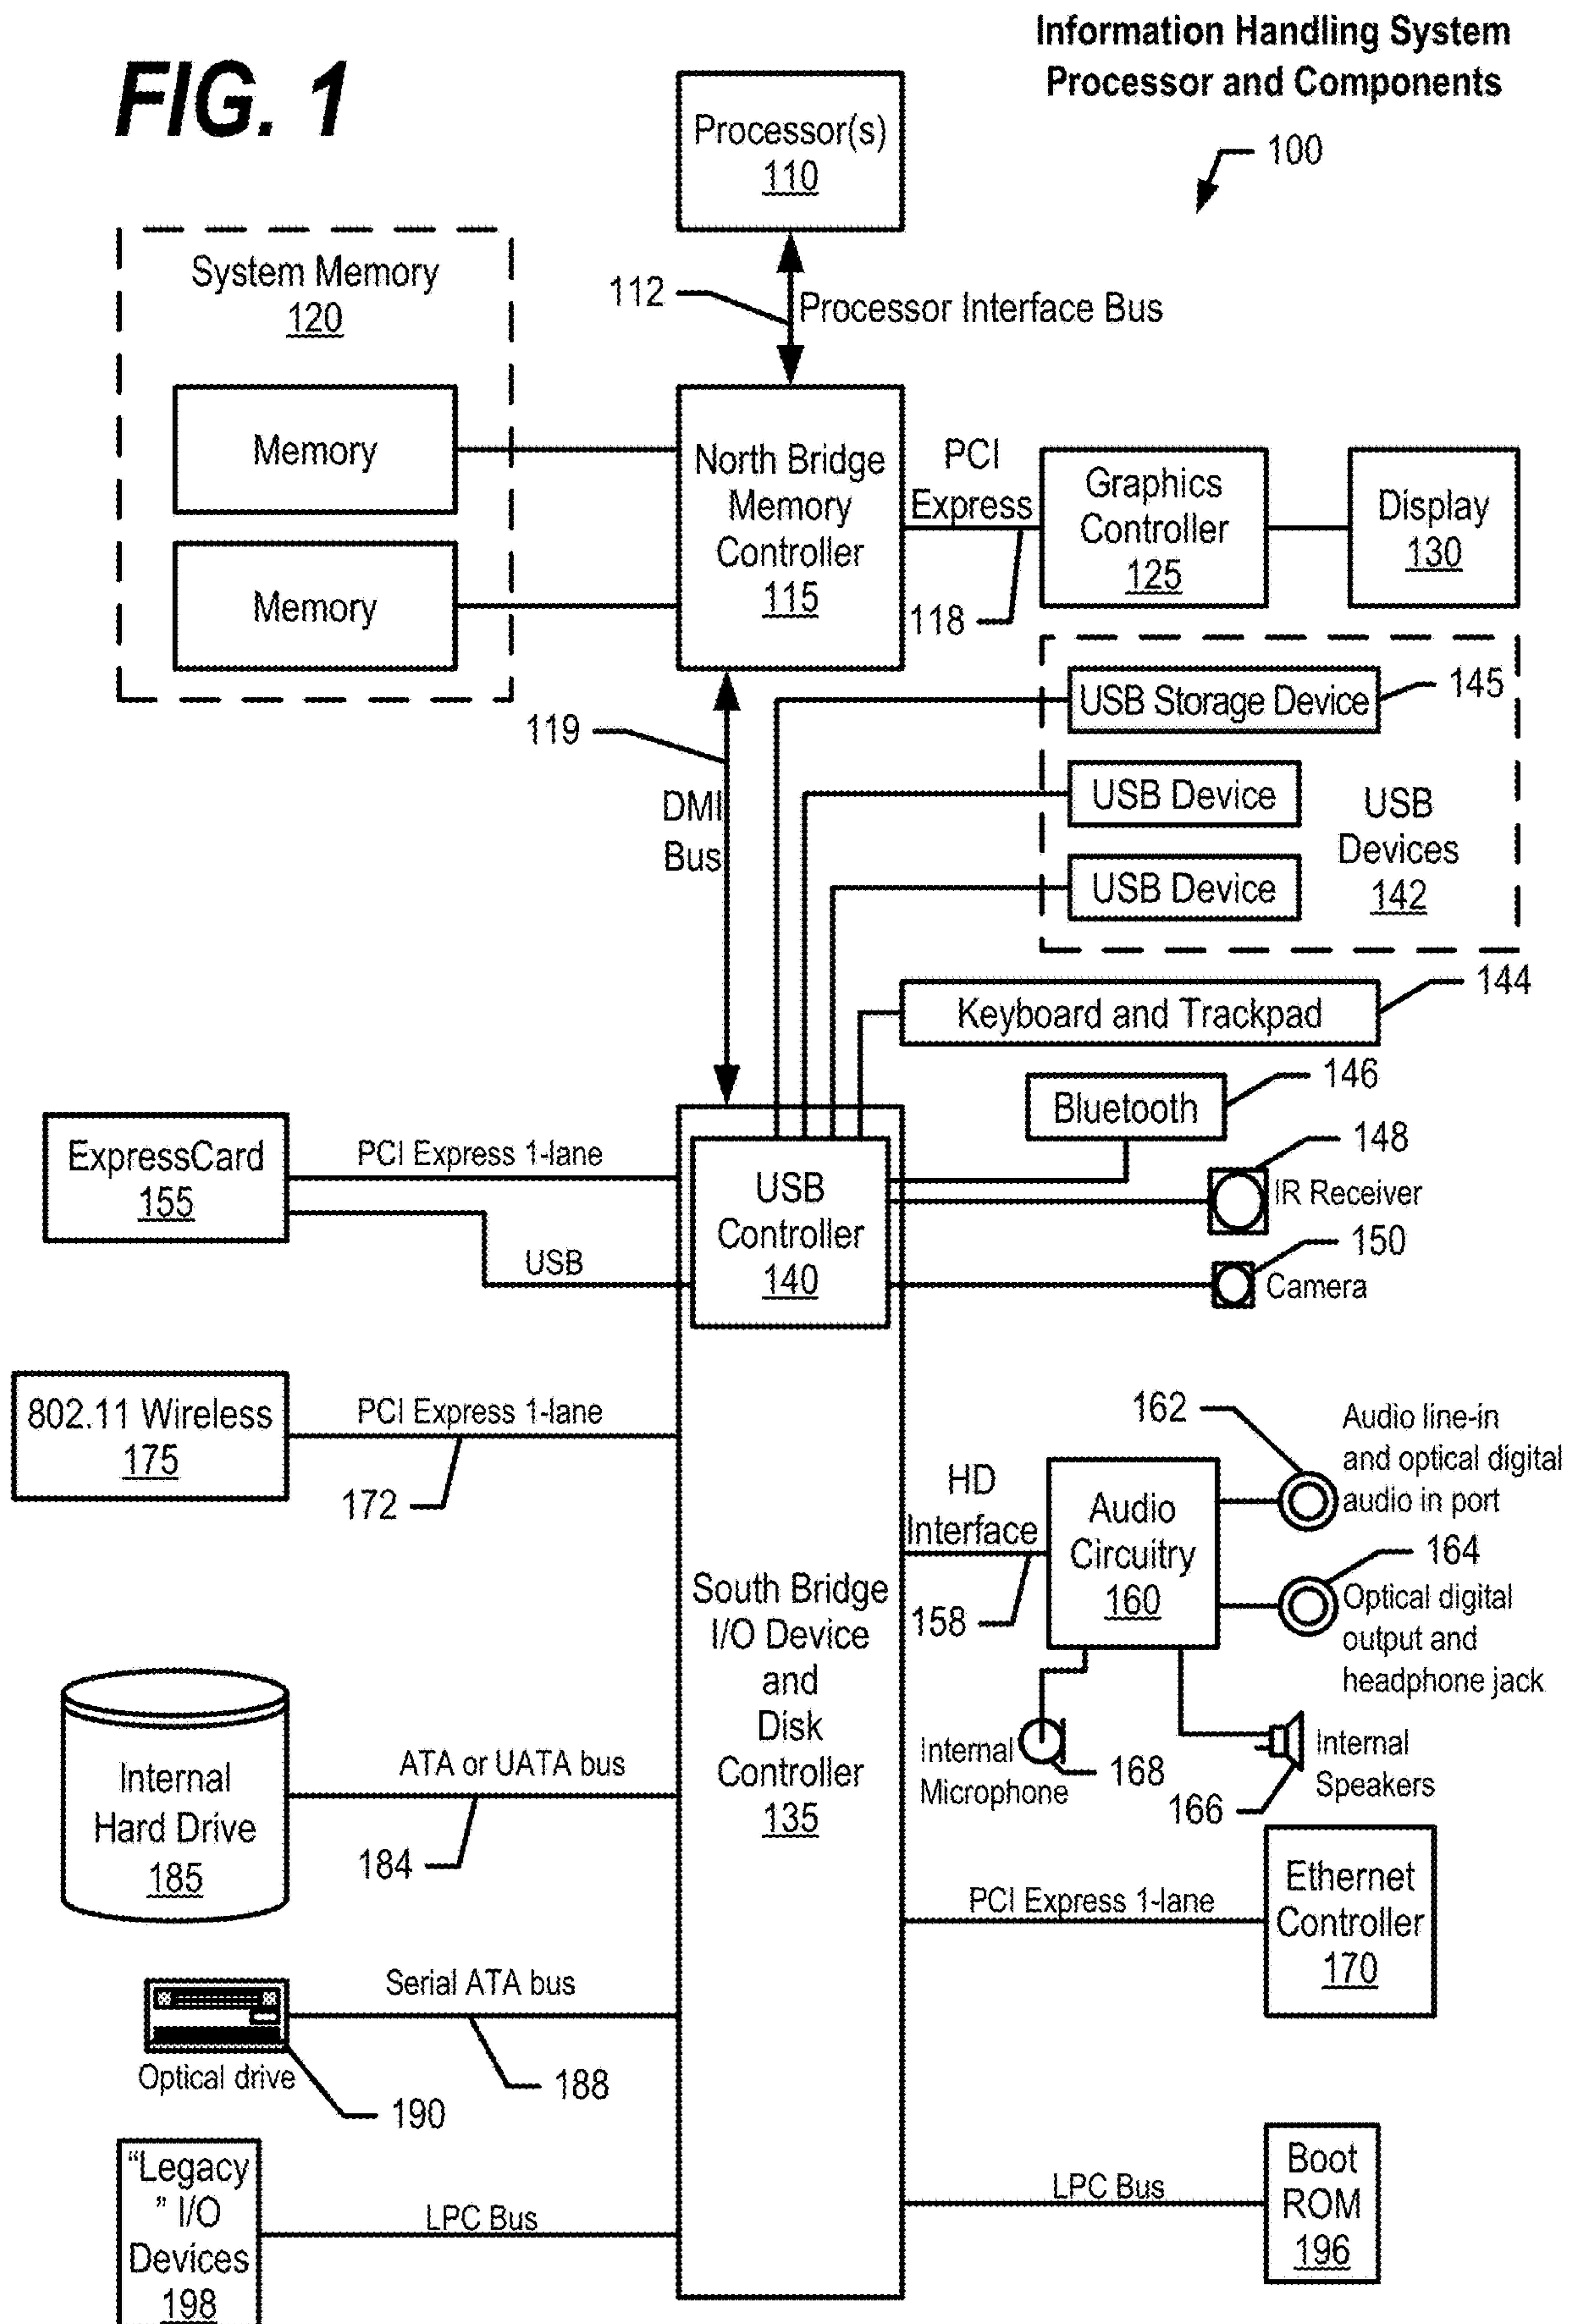 Information Handling System
Processor and Components
FIG. 1
100
Processor(s)
110
System Memory
120
112
Processor Interface Bus
Memory
Memory
North Bridge
Memory
Controller
115
PCI
Express
118
Graphics
Controller
125
Display
130
119
DMI
Bus
USB Storage Device
145
USB Device
USB Device
USB
Devices
142
144
Keyboard and Trackpad
146
Bluetooth
148
IR Receiver
150
Camera
ExpressCard
155
PCI Express 1-lane
USB
USB
Controller
140
802.11 Wireless
175
PCI Express 1-lane
172
162
Audio line-in
and optical digital
audio in port
HD
Interface
158
Audio
Circuitry
160
164
Optical digital
output and
headphone jack
South Bridge
I/O Device
and
Disk
Controller
135
Internal
Microphone
168
166
Internal
Speakers
Internal
Hard Drive
185
ATA or UATA bus
184
PCI Express 1-lane
Ethernet
Controller
170
Serial ATA bus
188
Optical drive
190
“Legacy
” I/O
Devices
198
LPC Bus
LPC Bus
Boot
ROM
196